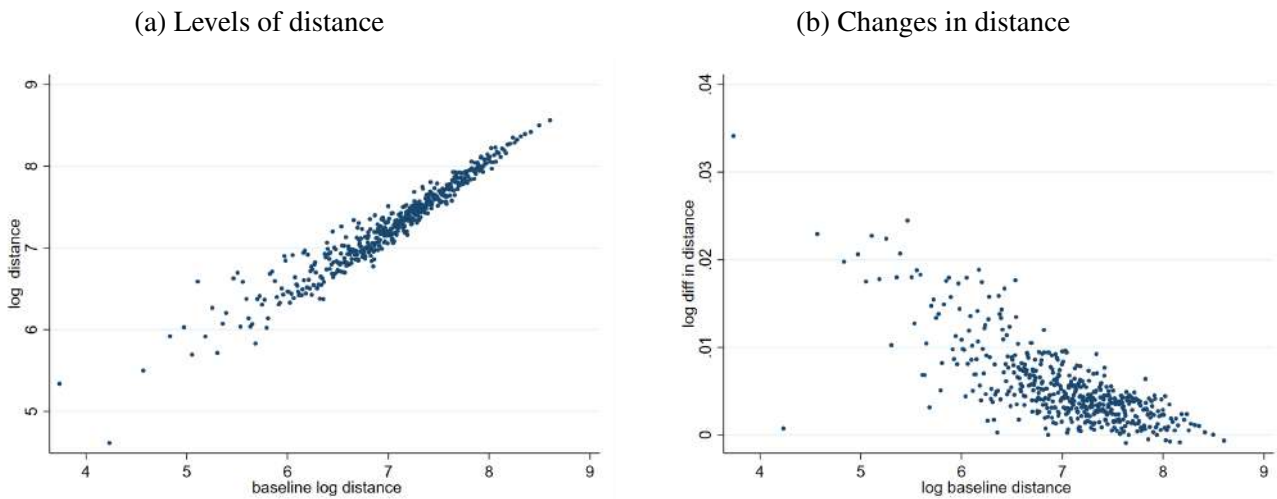 (a) Levels of distance
log distance
9
8
7
6
5
4 5 6 7 8 9
baseline log distance
(b) Changes in distance
log diff in distance
.04
.03
.02
.01
0
4 5 6 7 8 9
log baseline distance